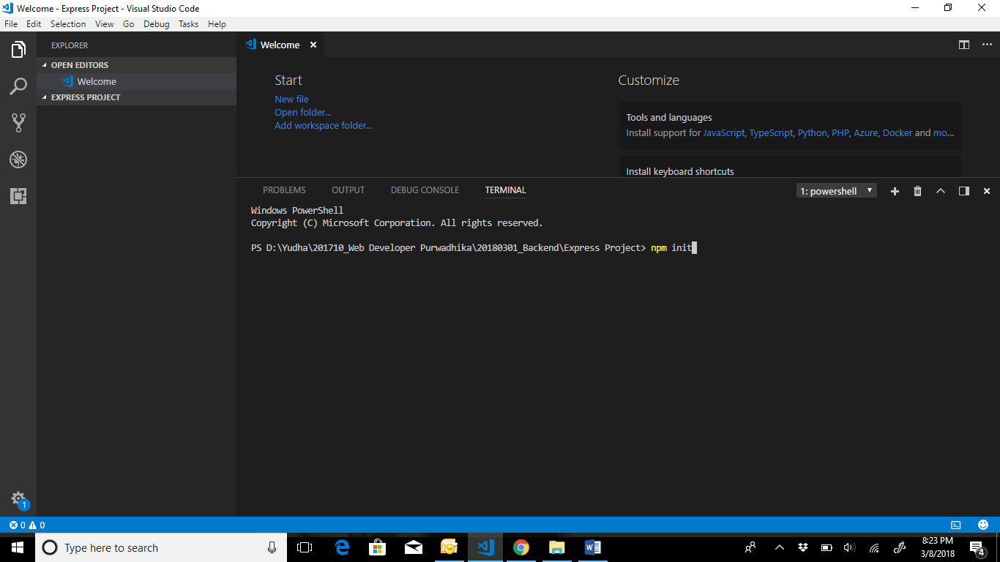 Welcome - Express Project - Visual Studio Code
File Edit Selection View Go Debug Tasks Help
EXPLORER
OPEN EDITORS
Welcome
EXPRESS PROJECT
1
Welcome
Start
New file
Open folder...
Add workspace folder...
Customize
Tools and languages
Install support for JavaScript, TypeScript, Python, PHP, Azure, Docker and mo...
Install keyboard shortcuts
PROBLEMS OUTPUT DEBUG CONSOLE TERMINAL
1: powershell
Windows PowerShell
Copyright (C) Microsoft Corporation. All rights reserved.
PS D:\Yudha\201710_Web Developer Purwadhika\20180301_Backend\Express Project> npm init
0 0
Type here to search
8:23 PM
3/8/2018
4